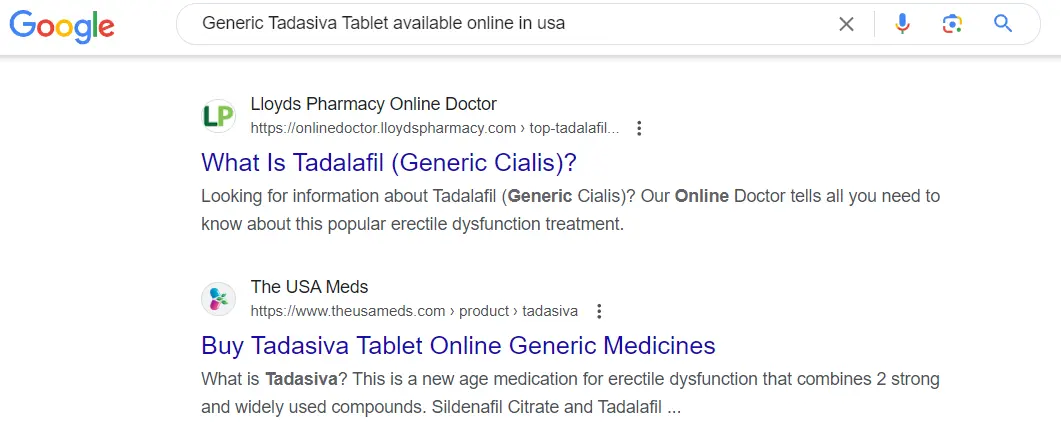 Google
Generic Tadasiva Tablet available online in usa
LP
Lloyds Pharmacy Online Doctor
https://onlinedoctor.lloydspharmacy.com › top-tadalafil...
What Is Tadalafil (Generic Cialis)?
Looking for information about Tadalafil (Generic Cialis)? Our Online Doctor tells all you need to
know about this popular erectile dysfunction treatment.
The USA Meds
https://www.theusameds.com › product › tadasiva
Buy Tadasiva Tablet Online Generic Medicines
What is Tadasiva? This is a new age medication for erectile dysfunction that combines 2 strong
and widely used compounds. Sildenafil Citrate and Tadalafil ...